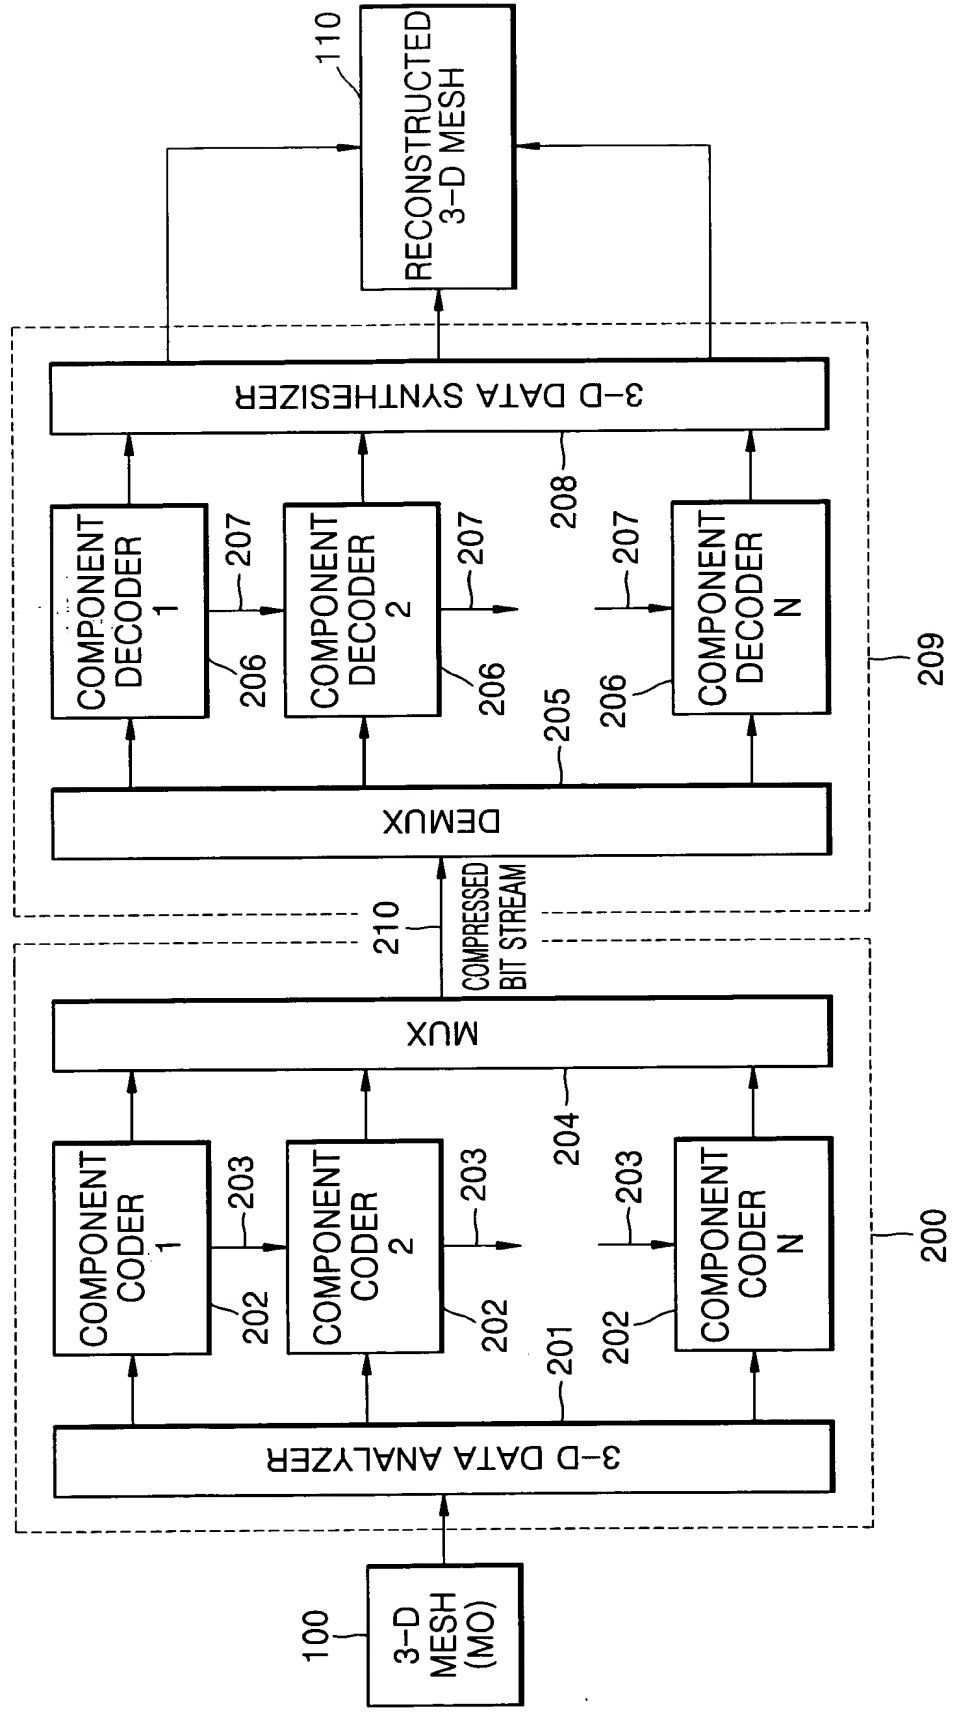 100
3-D
MESH
(MO)
3-D DATA ANALYZER
201
COMPONENT
CODER
1
202
203
COMPONENT
CODER
2
202
203
203
COMPONENT
CODER
N
202
MUX
204
200
210
COMPRESSED
BIT STREAM
DEMUX
205
COMPONENT
DECODER
1
206
207
COMPONENT
DECODER
2
206
207
207
COMPONENT
DECODER
N
206
3-D DATA SYNTHESIZER
208
209
RECONSTRUCTED
3-D MESH
110